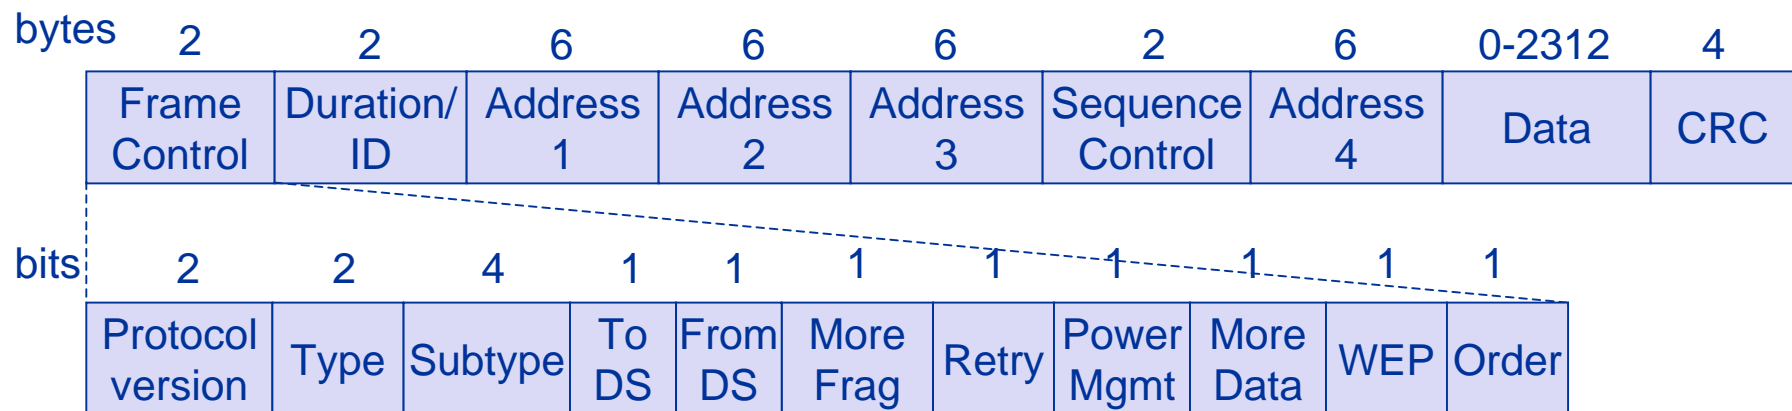 bytes 2 2 6 6 6 2 6 0-2312 4
Frame Duration/ Address Address Address Sequence Address Data CRC
Control ID 1 2 3 Control 4
bits 2 2 4 1 1 1 1 1 1 1 1
Protocol Type Subtype To From More Retry Power More WEP Order
version DS DS Frag Mgmt Data